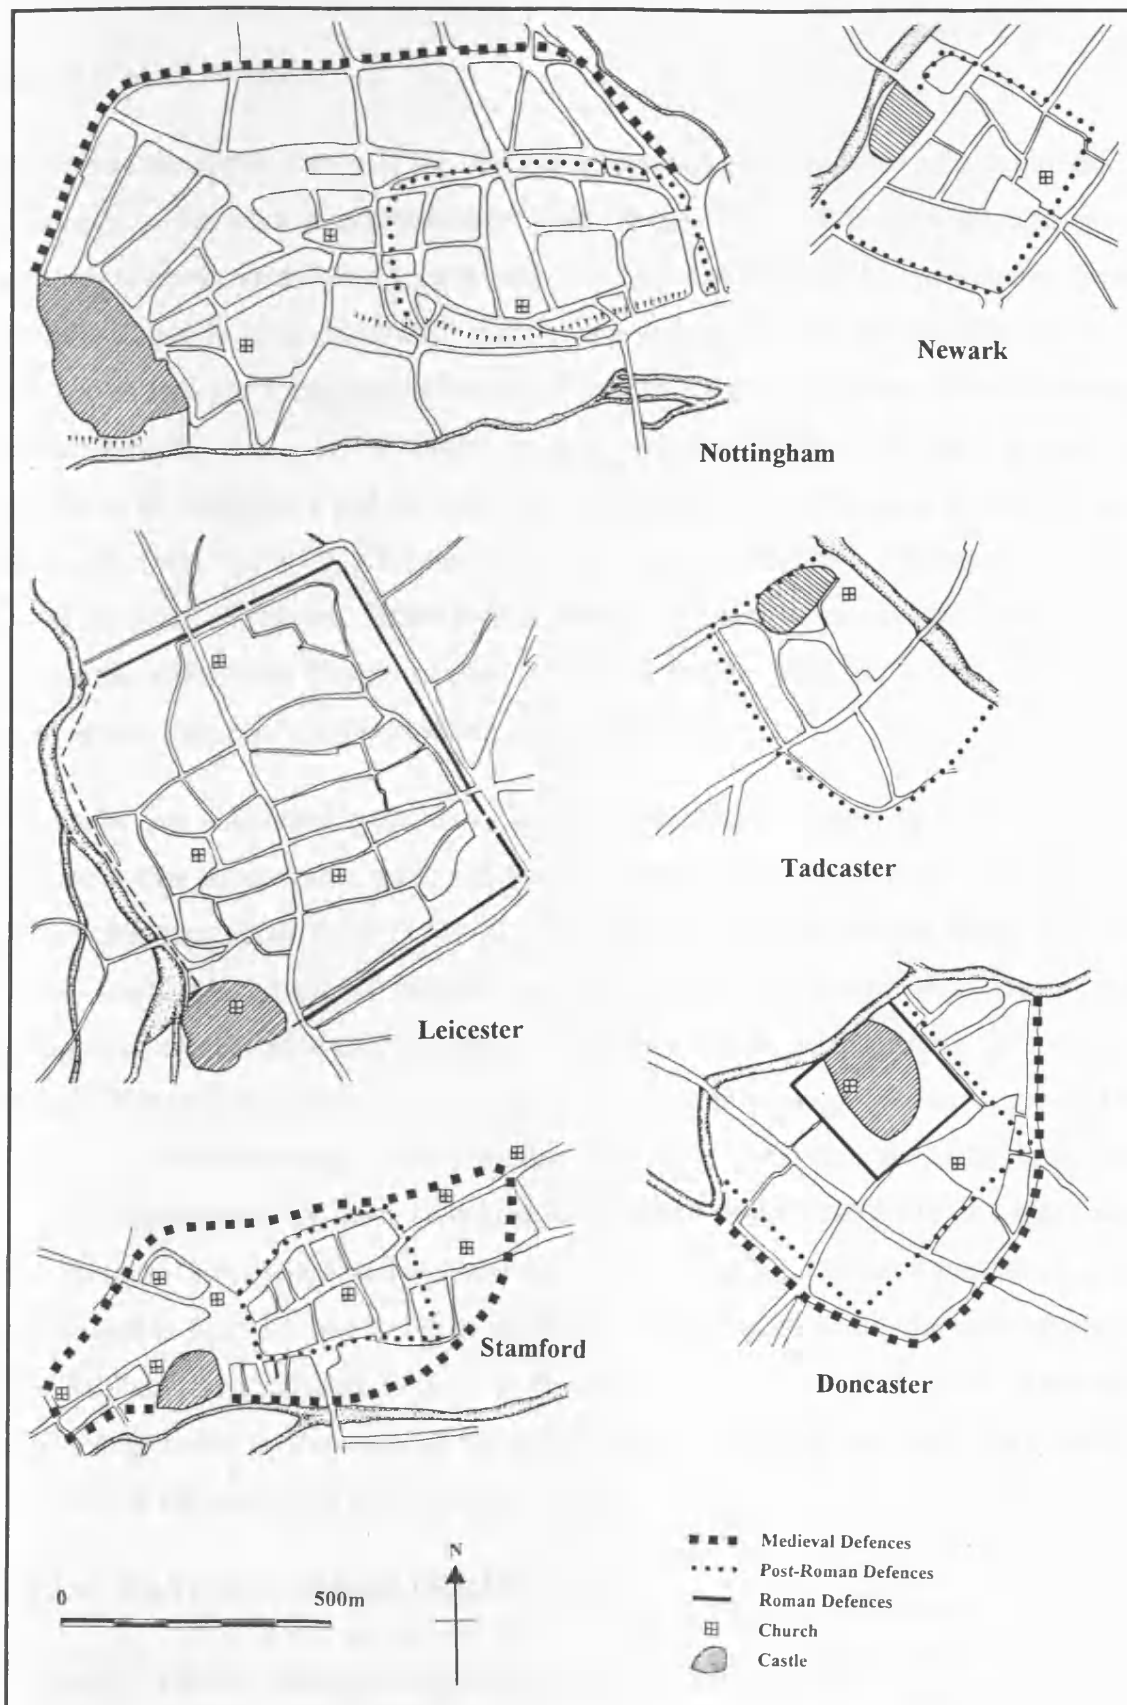 Newark
Nottingham
Tadcaster
Leicester
Stamford
Doncaster
Medieval Defences
Post-Roman Defences
Roman Defences
Church
Castle
N
0 500m